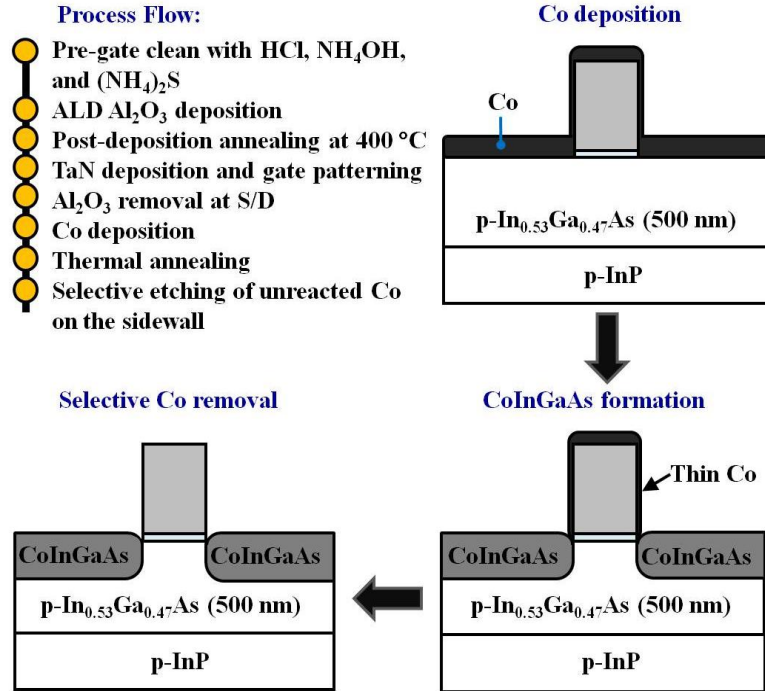 Process Flow:
Pre-gate clean with HCl, NH₄OH,
and (NH₄)₂S
ALD Al₂O₃ deposition
Post-deposition annealing at 400 °C
TaN deposition and gate patterning
Al₂O₃ removal at S/D
Co deposition
Thermal annealing
Selective etching of unreacted Co
on the sidewall
Co deposition
Co
p-In₀.₅₃Ga₀.₄₇As (500 nm)
p-InP
Selective Co removal
CoInGaAs
CoInGaAs
p-In₀.₅₃Ga₀.₄₇As (500 nm)
p-InP
CoInGaAs formation
Thin Co
CoInGaAs
CoInGaAs
p-In₀.₅₃Ga₀.₄₇As (500 nm)
p-InP